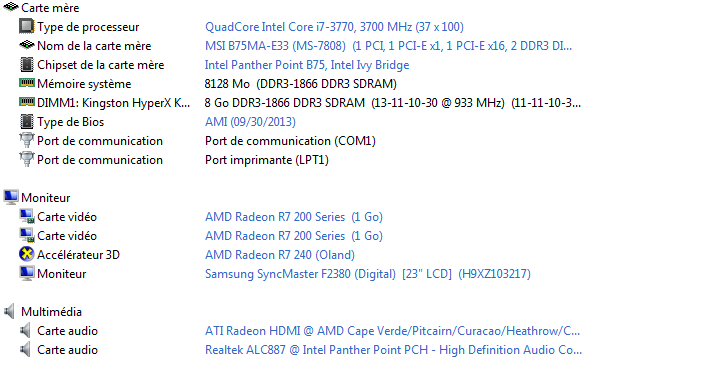 Carte mère
Type de processeur QuadCore Intel Core i7-3770, 3700 MHz (37 x 100)
Nom de la carte mère MSI B75MA-E33 (MS-7808) (1 PCI, 1 PCI-E x1, 1 PCI-E x16, 2 DDR3 DI...
Chipset de la carte mère Intel Panther Point B75, Intel Ivy Bridge
Mémoire système 8128 Mo (DDR3-1866 DDR3 SDRAM)
DIMM1: Kingston HyperX K... 8 Go DDR3-1866 DDR3 SDRAM (13-11-10-30 @ 933 MHz) (11-11-10-3...
Type de Bios AMI (09/30/2013)
Port de communication Port de communication (COM1)
Port de communication Port imprimante (LPT1)
Moniteur
Carte vidéo AMD Radeon R7 200 Series (1 Go)
Carte vidéo AMD Radeon R7 200 Series (1 Go)
Accélérateur 3D AMD Radeon R7 240 (Oland)
Moniteur Samsung SyncMaster F2380 (Digital) [23" LCD] (H9XZ103217)
Multimédia
Carte audio ATI Radeon HDMI @ AMD Cape Verde/Pitcairn/Curacao/Heathrow/C...
Carte audio Realtek ALC887 @ Intel Panther Point PCH - High Definition Audio Co...